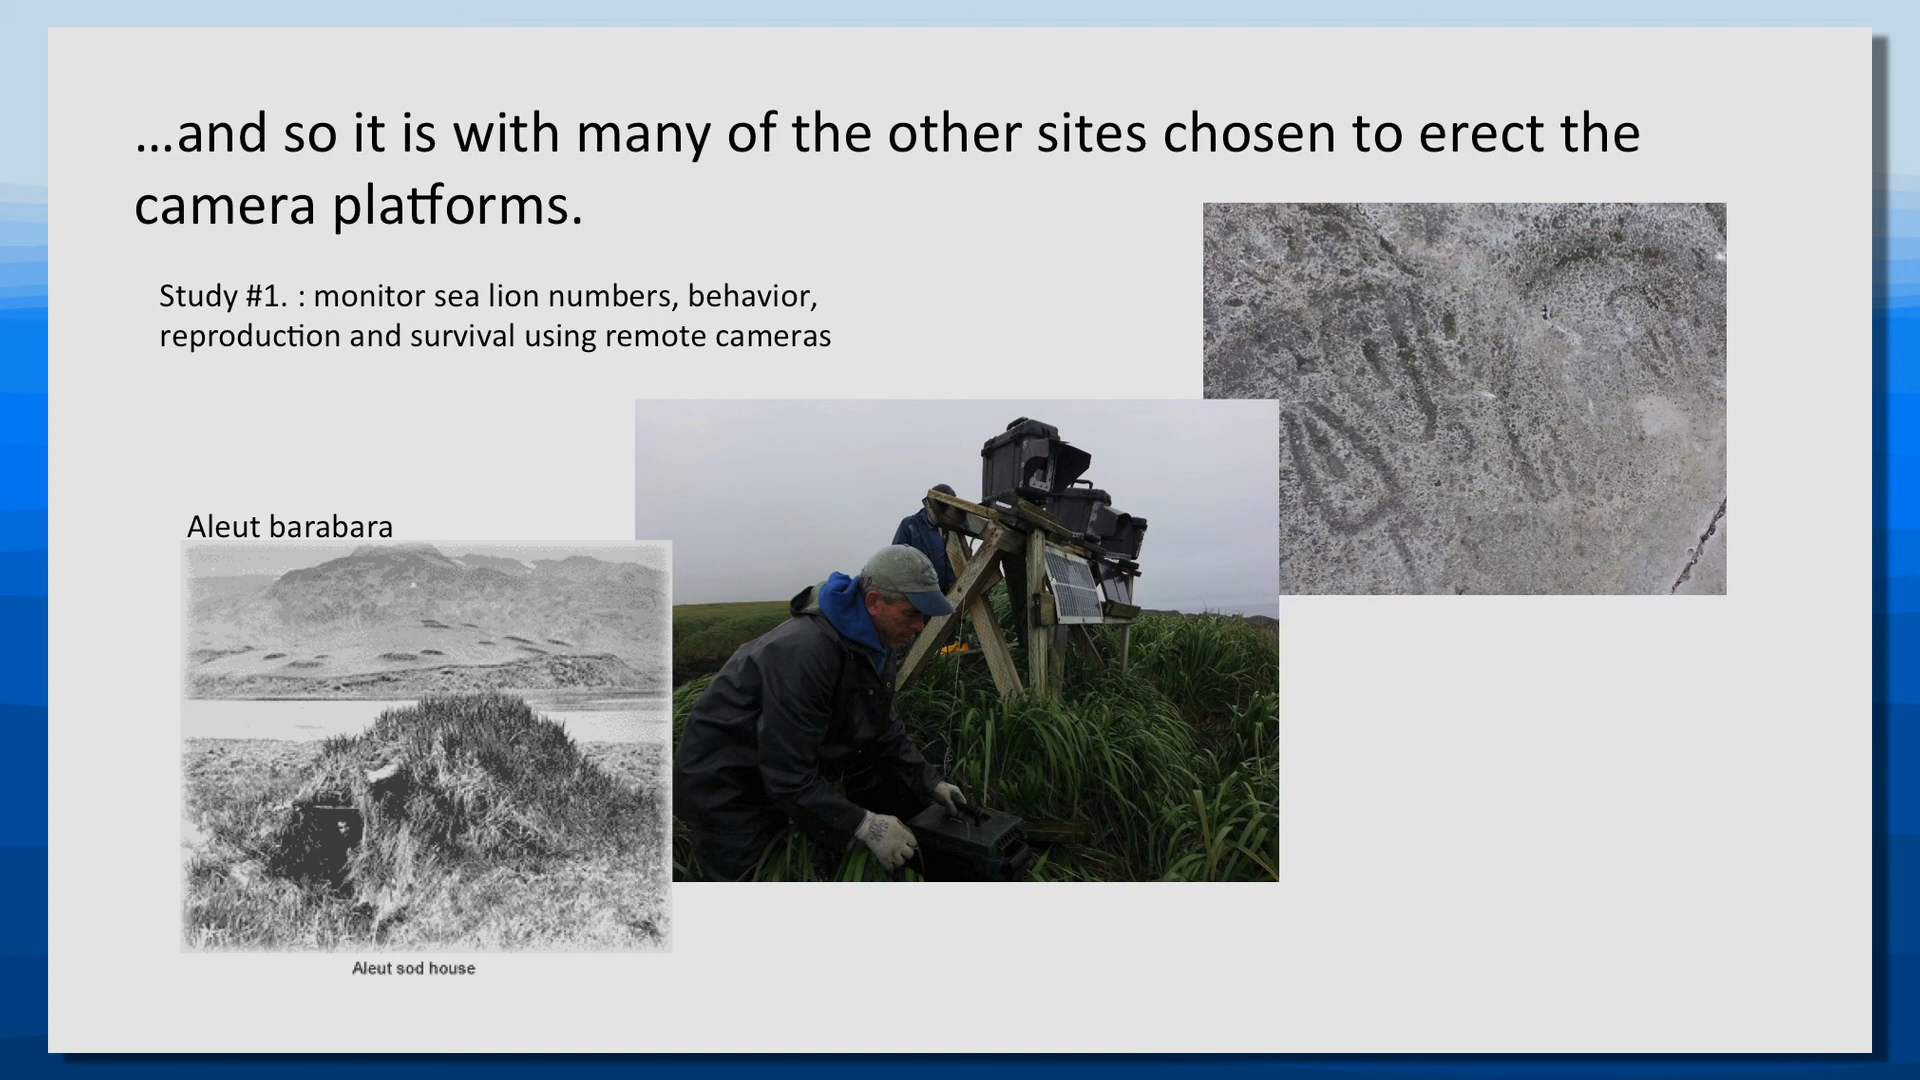 …and so it is with many of the other sites chosen to erect the
camera platforms.
Study #1. : monitor sea lion numbers, behavior,
reproduction and survival using remote cameras
Aleut barabara
Aleut sod house